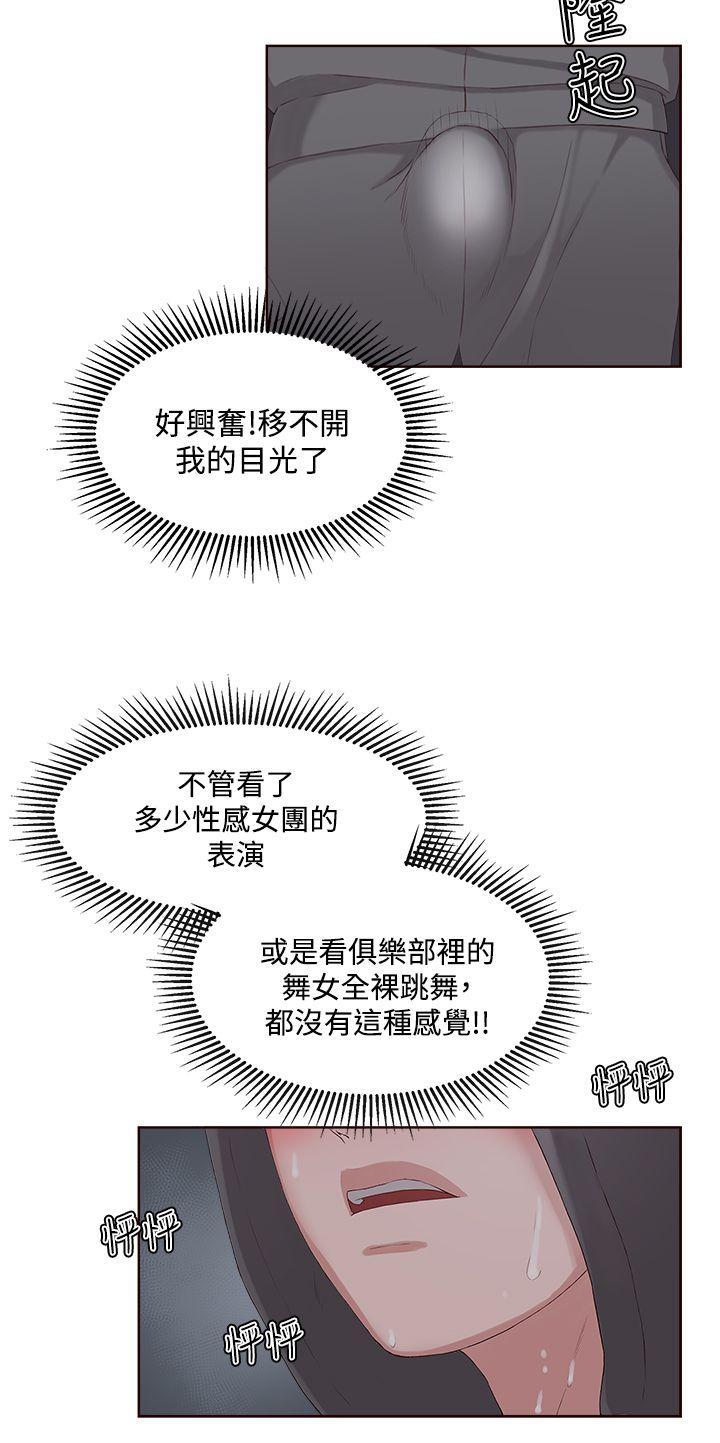 隆起
好興奮!移不開
我的目光了
不管看了
多少性感女團的
表演
或是看俱樂部裡的
舞女全裸跳舞,
都沒有這種感覺!!
怦怦
怦怦
怦怦